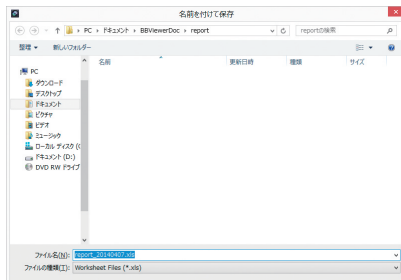 名前を付けて保存
PC ▸ ドキュメント ▸ BBViewerDoc ▸ report
reportの検索
整理 ▼ 新しいフォルダー
名前 更新日時 種類 サイズ
PC
ダウンロード
デスクトップ
ドキュメント
ピクチャ
ビデオ
ミュージック
ローカル ディスク (C
ドキュメント (D:)
DVD RW ドライブ
ファイル名(N): report_20140407.xls
ファイルの種類(T): Worksheet Files (*.xls)